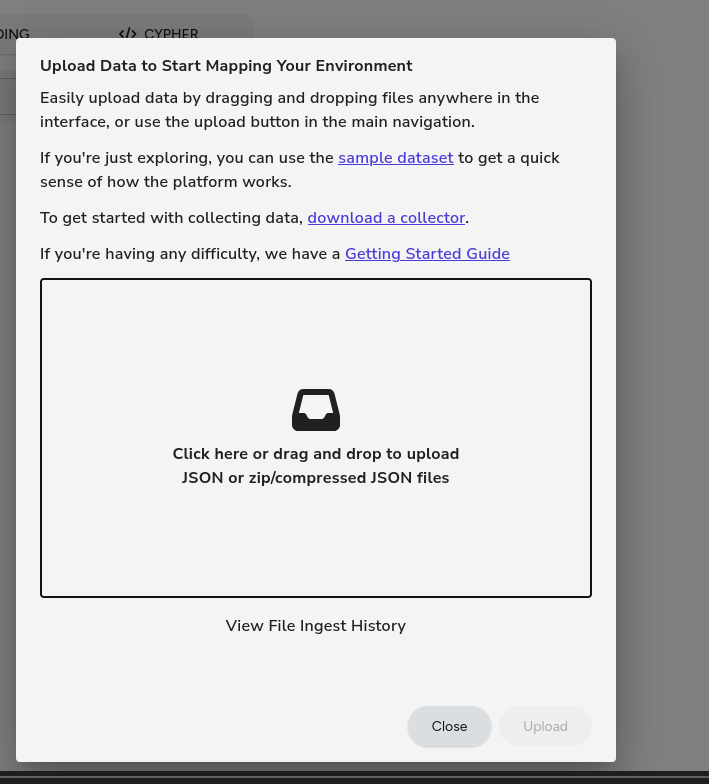 DING
CYPHER
Upload Data to Start Mapping Your Environment
Easily upload data by dragging and dropping files anywhere in the
interface, or use the upload button in the main navigation.
If you're just exploring, you can use the sample dataset to get a quick
sense of how the platform works.
To get started with collecting data, download a collector.
If you're having any difficulty, we have a Getting Started Guide
Click here or drag and drop to upload
JSON or zip/compressed JSON files
View File Ingest History
Close Upload